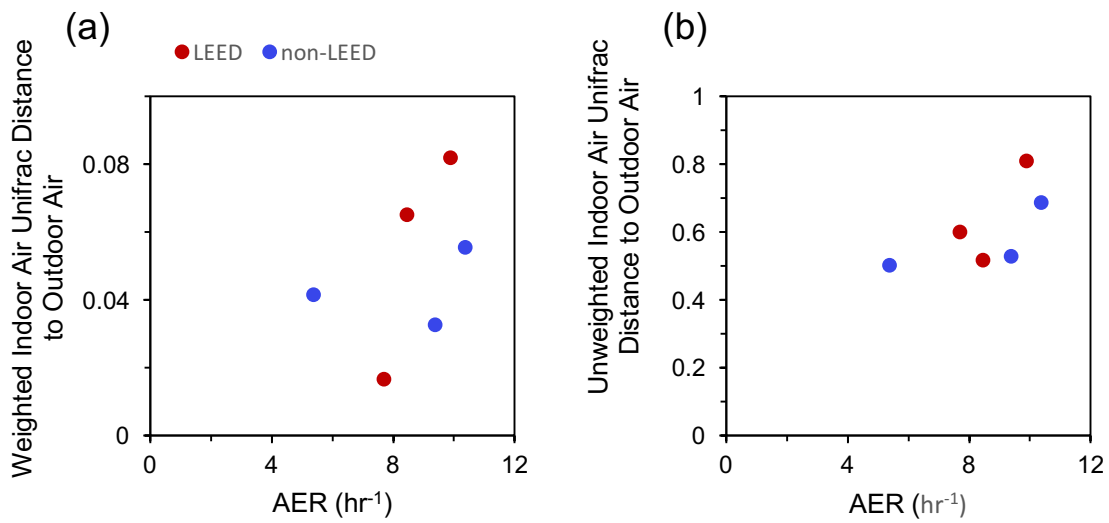 (a)
LEED
non-LEED
Weighted Indoor Air Unifrac Distance
to Outdoor Air
0.08
0.04
0
0
4
8
12
AER (hr-1)
(b)
Unweighted Indoor Air Unifrac
Distance to Outdoor Air
1
0.8
0.6
0.4
0.2
0
0
4
8
12
AER (hr-1)